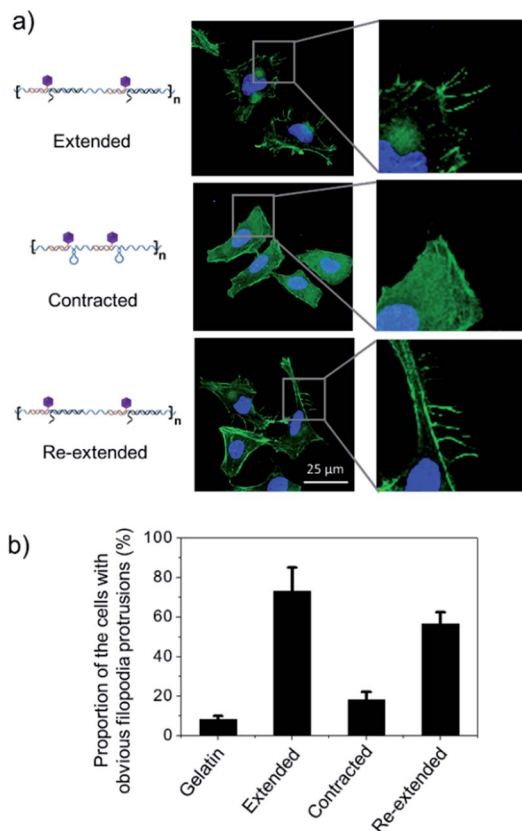 a)
n
Extended
n
Contracted
n
Re-extended
25 µm
b)
Proportion of the cells with
obvious filopodia protrusions (%)
100
80
60
40
20
0
Gelatin
Extended
Contracted
Re-extended